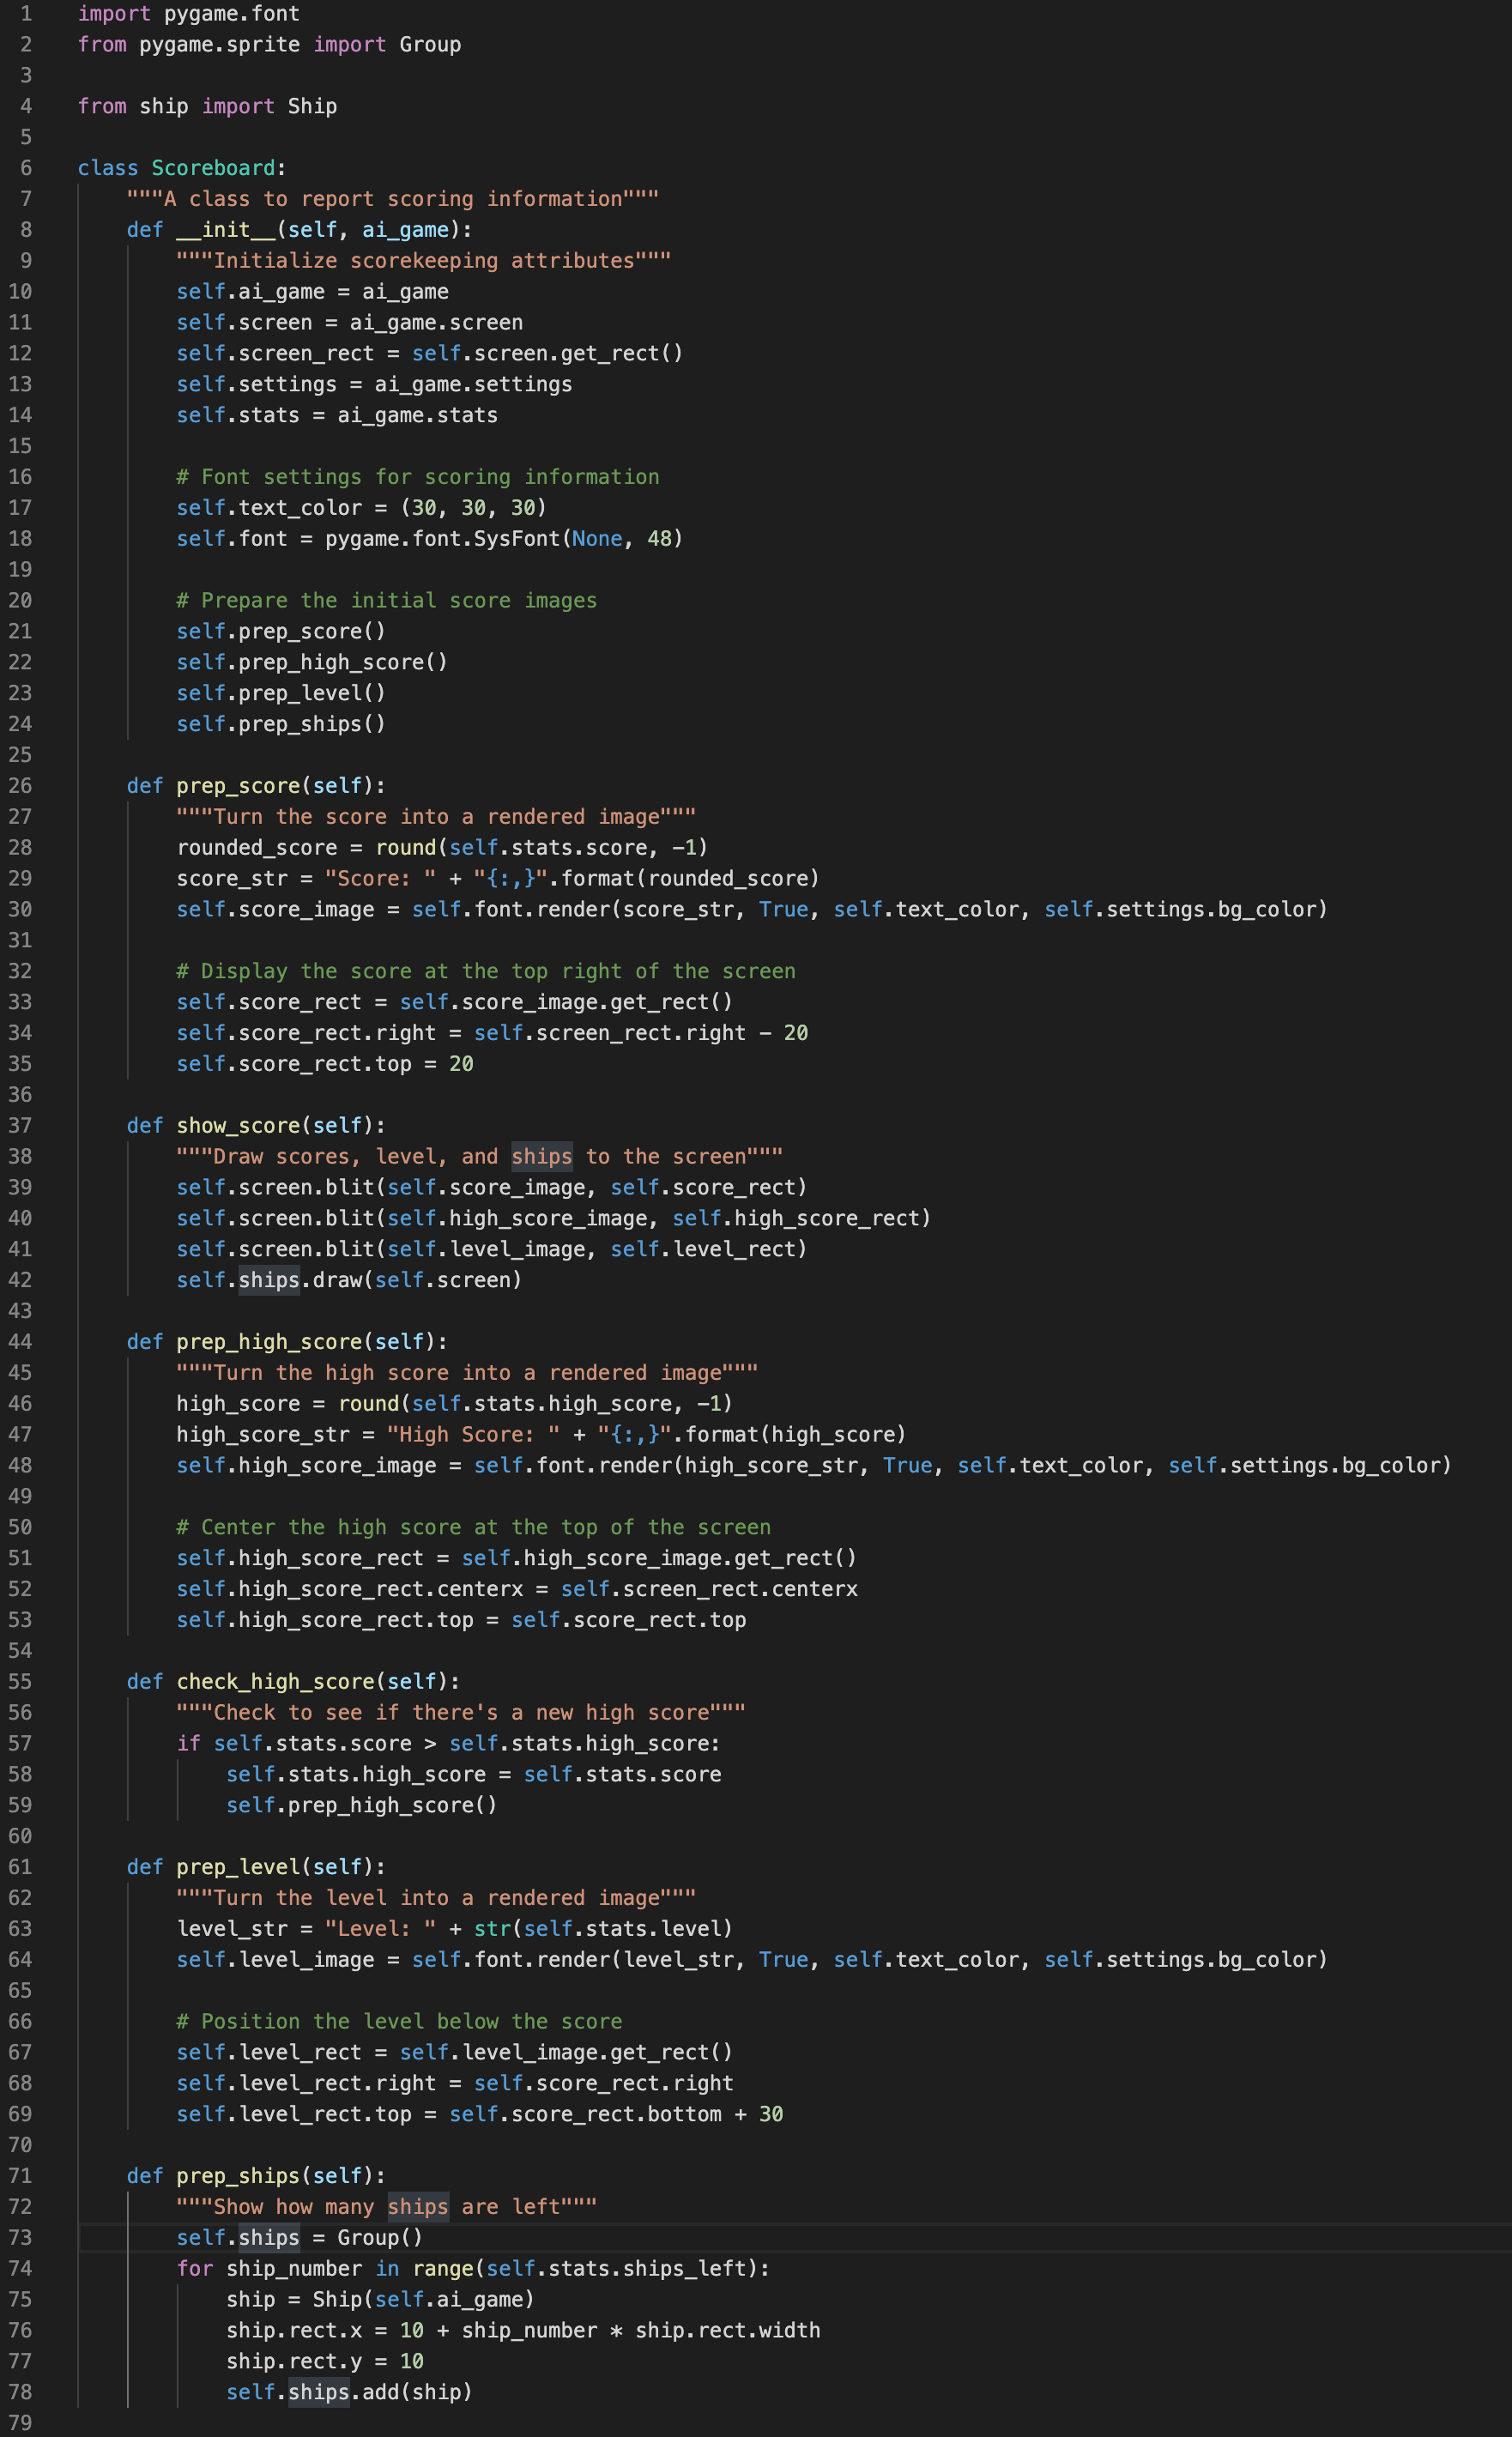 1 import pygame.font
2 from pygame.sprite import Group
3
4 from ship import Ship
5
6 class Scoreboard:
7     """A class to report scoring information"""
8     def __init__(self, ai_game):
9         """Initialize scorekeeping attributes"""
10         self.ai_game = ai_game
11         self.screen = ai_game.screen
12         self.screen_rect = self.screen.get_rect()
13         self.settings = ai_game.settings
14         self.stats = ai_game.stats
15
16         # Font settings for scoring information
17         self.text_color = (30, 30, 30)
18         self.font = pygame.font.SysFont(None, 48)
19
20         # Prepare the initial score images
21         self.prep_score()
22         self.prep_high_score()
23         self.prep_level()
24         self.prep_ships()
25
26     def prep_score(self):
27         """Turn the score into a rendered image"""
28         rounded_score = round(self.stats.score, -1)
29         score_str = "Score: " + "{:,}".format(rounded_score)
30         self.score_image = self.font.render(score_str, True, self.text_color, self.settings.bg_color)
31
32         # Display the score at the top right of the screen
33         self.score_rect = self.score_image.get_rect()
34         self.score_rect.right = self.screen_rect.right - 20
35         self.score_rect.top = 20
36
37     def show_score(self):
38         """Draw scores, level, and ships to the screen"""
39         self.screen.blit(self.score_image, self.score_rect)
40         self.screen.blit(self.high_score_image, self.high_score_rect)
41         self.screen.blit(self.level_image, self.level_rect)
42         self.ships.draw(self.screen)
43
44     def prep_high_score(self):
45         """Turn the high score into a rendered image"""
46         high_score = round(self.stats.high_score, -1)
47         high_score_str = "High Score: " + "{:,}".format(high_score)
48         self.high_score_image = self.font.render(high_score_str, True, self.text_color, self.settings.bg_color)
49
50         # Center the high score at the top of the screen
51         self.high_score_rect = self.high_score_image.get_rect()
52         self.high_score_rect.centerx = self.screen_rect.centerx
53         self.high_score_rect.top = self.score_rect.top
54
55     def check_high_score(self):
56         """Check to see if there's a new high score"""
57         if self.stats.score > self.stats.high_score:
58             self.stats.high_score = self.stats.score
59             self.prep_high_score()
60
61     def prep_level(self):
62         """Turn the level into a rendered image"""
63         level_str = "Level: " + str(self.stats.level)
64         self.level_image = self.font.render(level_str, True, self.text_color, self.settings.bg_color)
65
66         # Position the level below the score
67         self.level_rect = self.level_image.get_rect()
68         self.level_rect.right = self.score_rect.right
69         self.level_rect.top = self.score_rect.bottom + 30
70
71     def prep_ships(self):
72         """Show how many ships are left"""
73         self.ships = Group()
74         for ship_number in range(self.stats.ships_left):
75             ship = Ship(self.ai_game)
76             ship.rect.x = 10 + ship_number * ship.rect.width
77             ship.rect.y = 10
78             self.ships.add(ship)
79